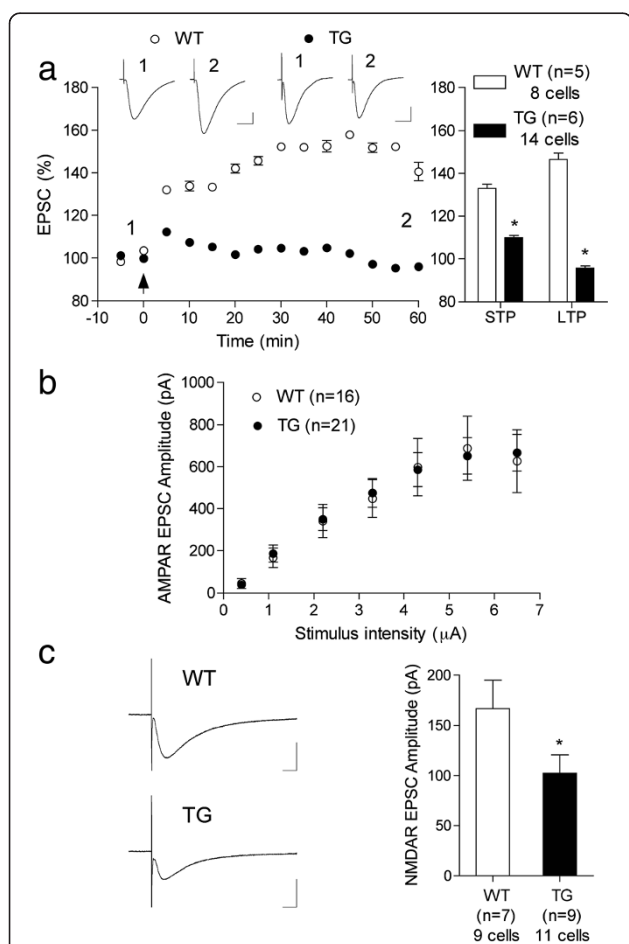 WT TG
a
1 2 1 2
WT (n=5)
8 cells
TG (n=6)
14 cells
EPSC (%)
180
160
140
120
100
80
1
2
-10 0 10 20 30 40 50 60
Time (min)
180
160
140
120
100
80
*
*
STP LTP
b
AMPAR EPSC Amplitude (pA)
1000
800
600
400
200
0
WT (n=16)
TG (n=21)
0 1 2 3 4 5 6 7
Stimulus intensity (μA)
c
WT
TG
NMDAR EPSC Amplitude (pA)
200
150
100
50
0
*
WT TG
(n=7) (n=9)
9 cells 11 cells